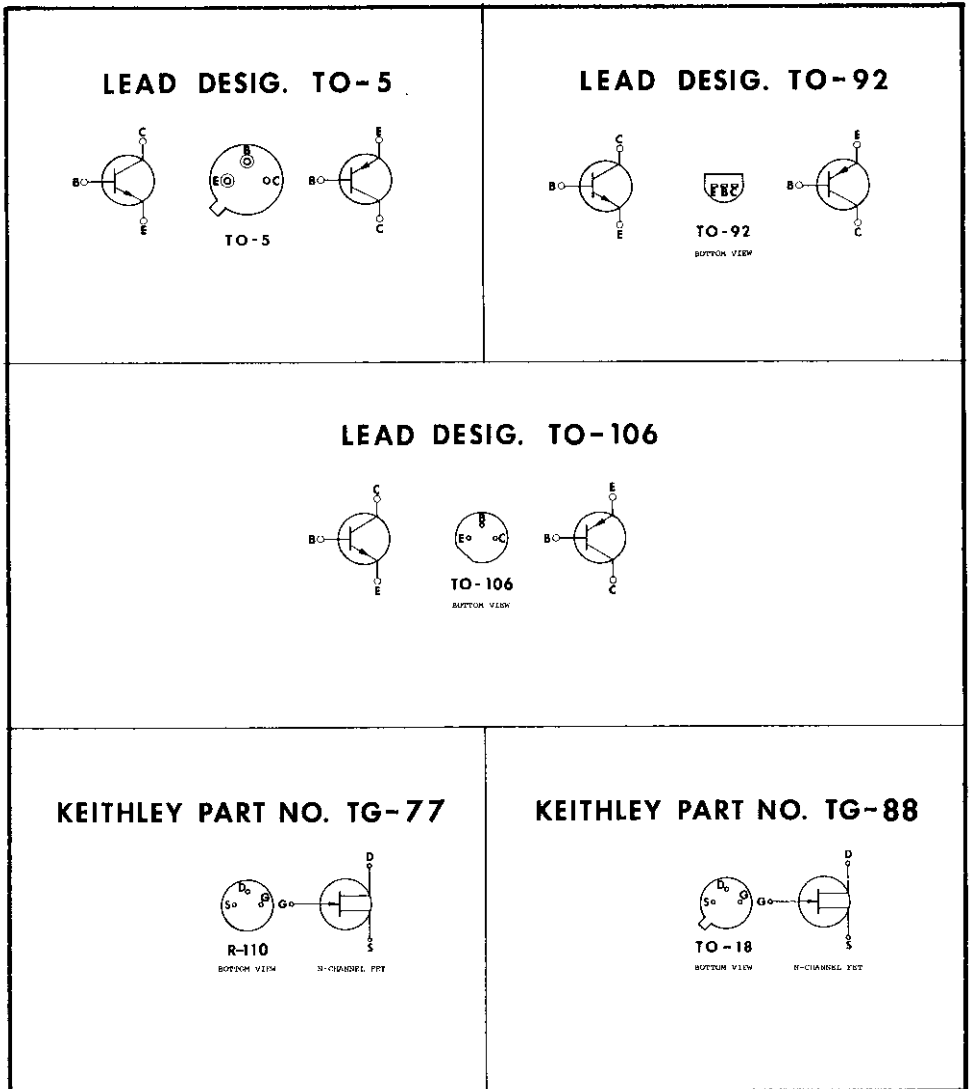 LEAD DESIG. TO-5
C
B
E
B
E
C
TO-5
E
B
C
LEAD DESIG. TO-92
C
B
E
E B C
TO-92
BOTTOM VIEW
E
B
C
LEAD DESIG. TO-106
C
B
E
B
E
C
TO-106
BOTTOM VIEW
E
B
C
KEITHLEY PART NO. TG-77
D
S
G
R-110
BOTTOM VIEW
D
G
S
N-CHANNEL FET
KEITHLEY PART NO. TG-88
D
S
G
TO-18
BOTTOM VIEW
D
G
S
N-CHANNEL FET